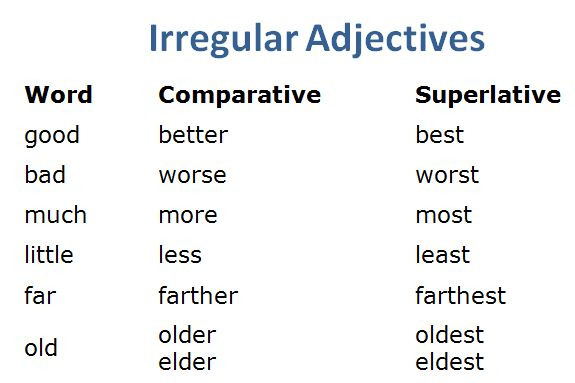 Irregular Adjectives
Word Comparative Superlative
good better best
bad worse worst
much more most
little less least
far farther farthest
old older oldest
elder eldest